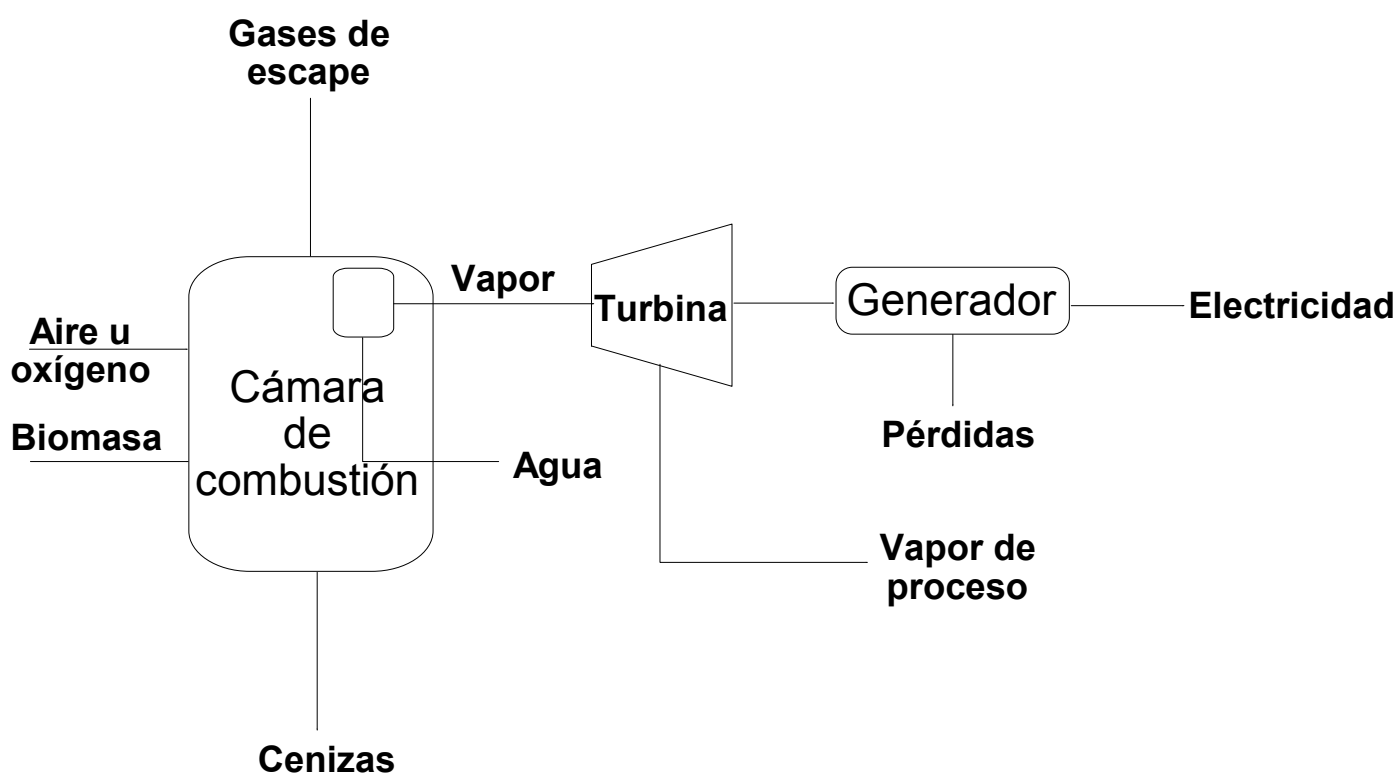 Gases de
escape
Vapor
Turbina
Generador
Electricidad
Aire u
oxígeno
Cámara
de
combustión
Biomasa
Agua
Pérdidas
Vapor de
proceso
Cenizas